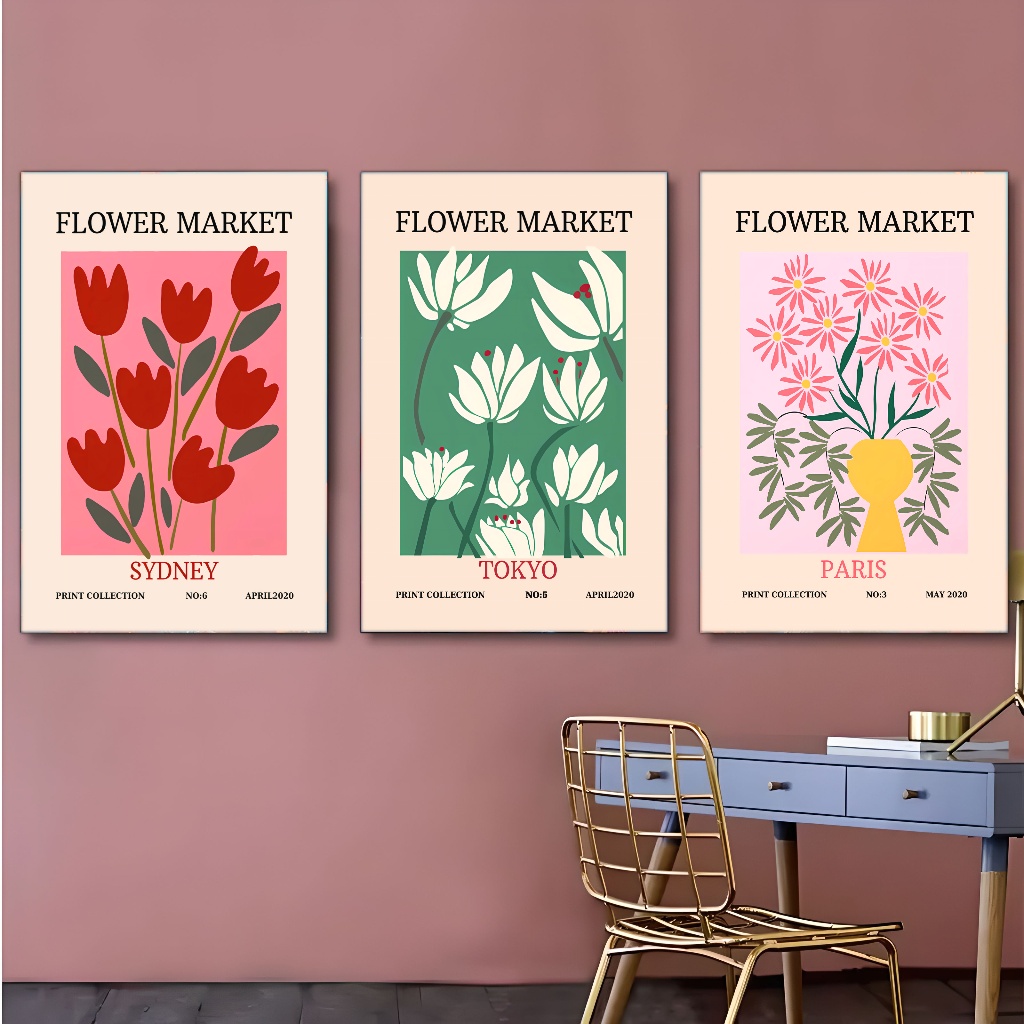 FLOWER MARKET
SYDNEY
PRINT COLLECTION NO:6 APRIL2020
FLOWER MARKET
TOKYO
PRINT COLLECTION NO:5 APRIL2020
FLOWER MARKET
PARIS
PRINT COLLECTION NO:3 MAY 2020